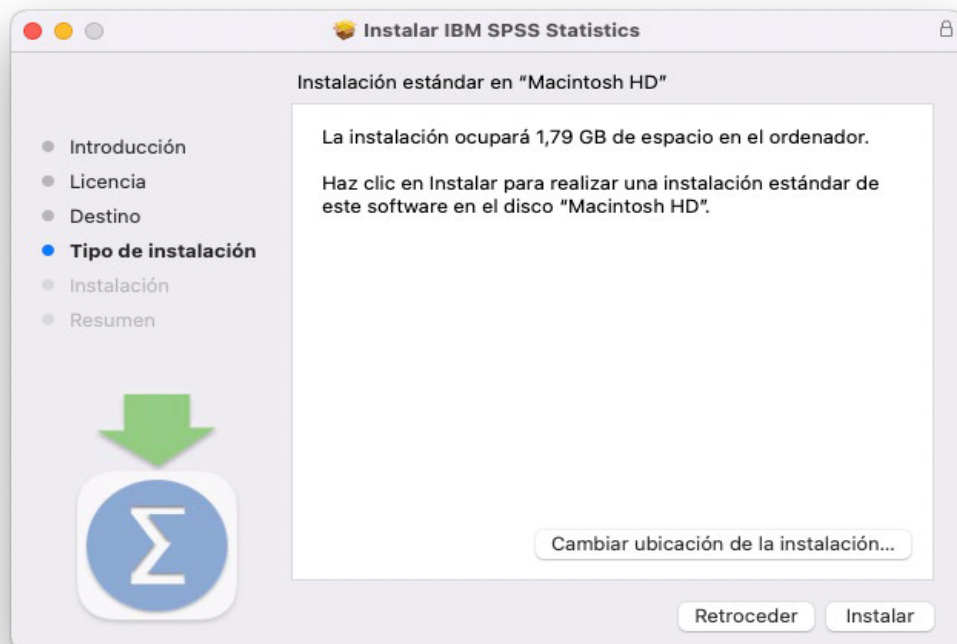 Instalar IBM SPSS Statistics
Instalación estándar en “Macintosh HD”
Introducción
Licencia
Destino
Tipo de instalación
Instalación
Resumen
La instalación ocupará 1,79 GB de espacio en el ordenador.
Haz clic en Instalar para realizar una instalación estándar de
este software en el disco “Macintosh HD”.
Σ
Cambiar ubicación de la instalación...
Retroceder
Instalar